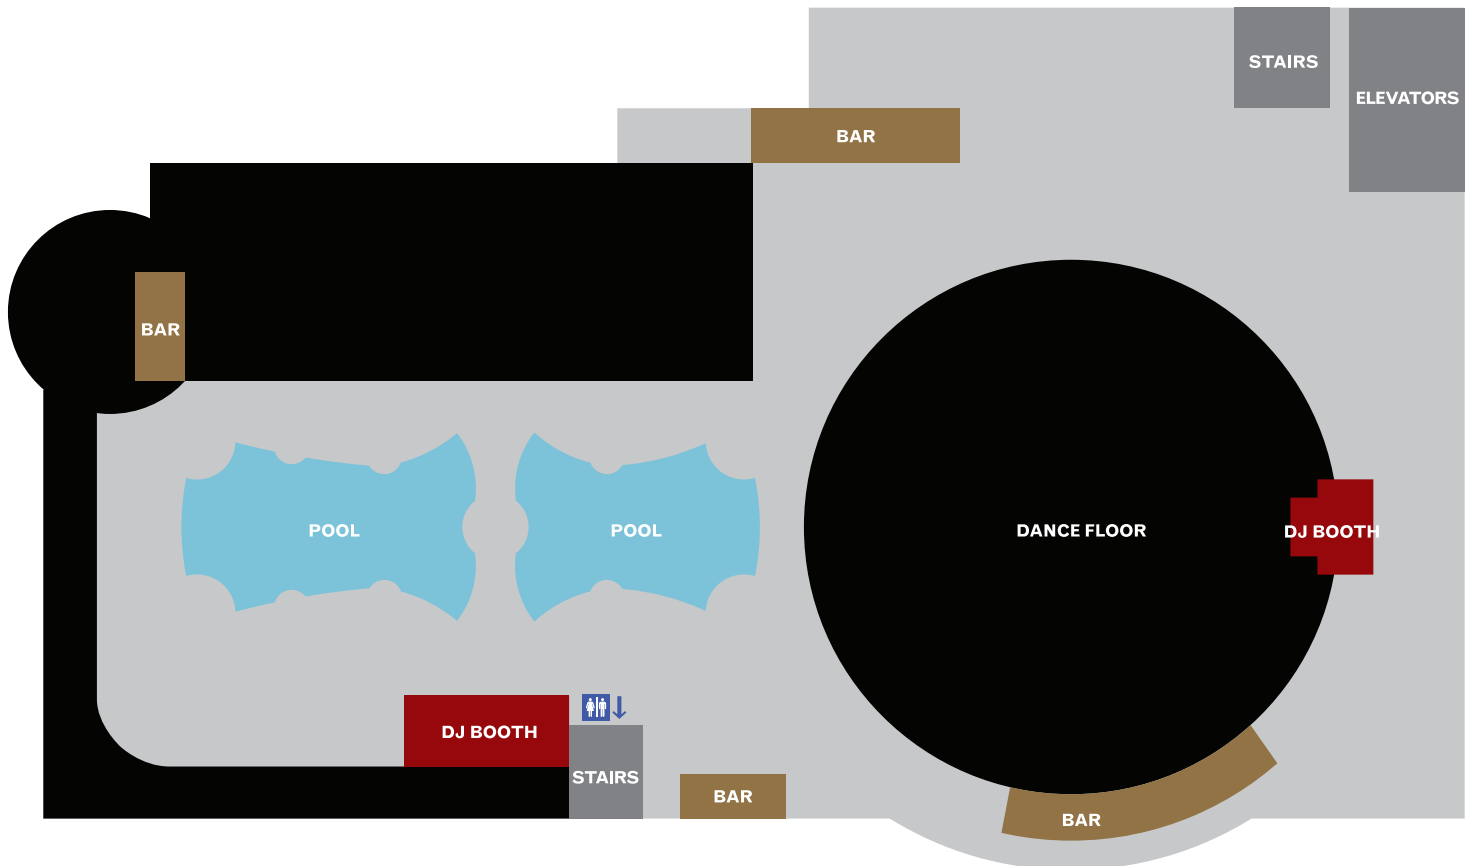 STAIRS
ELEVATORS
BAR
BAR
POOL
POOL
DANCE FLOOR
DJ BOOTH
DJ BOOTH
STAIRS
BAR
BAR